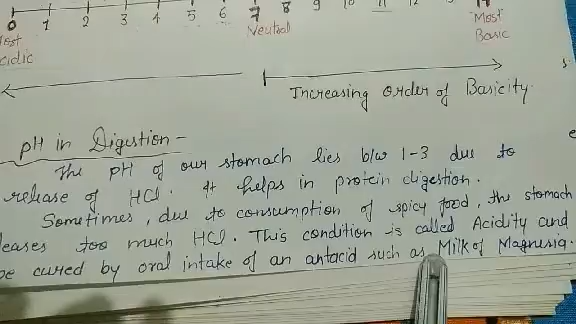 0 1 2 3 4 5 6 7 8 9 10 11 12
Most Neutral Most
cidic Basic
Increasing order of Basicity
pH in Digestion -
The pH of our stomach lies b/w 1-3 due to
release of HCl. It helps in protein digestion.
Sometimes, due to consumption of spicy food, the stomach
leases too much HCl. This condition is called Acidity and
be cured by oral intake of an antacid such as Milk of Magnesia.